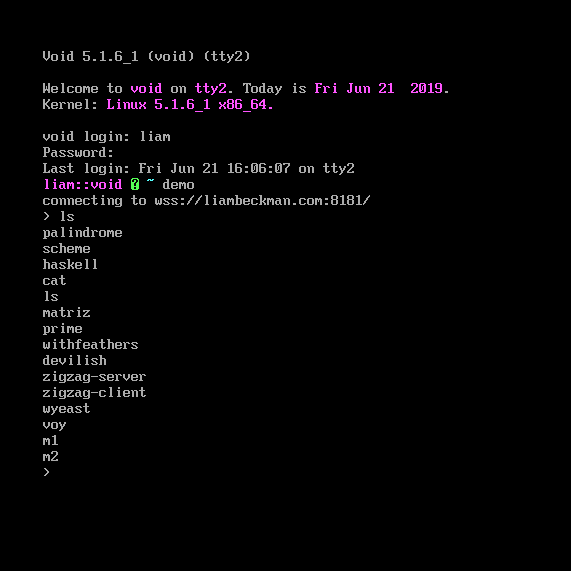 Void 5.1.6_1 (void) (tty2)
Welcome to void on tty2. Today is Fri Jun 21  2019.
Kernel: Linux 5.1.6_1 x86_64.
void login: liam
Password:
Last login: Fri Jun 21 16:06:07 on tty2
liam::void ? ~ demo
connecting to wss://liambeckman.com:8181/
> ls
palindrome
scheme
haskell
cat
ls
matriz
prime
withfeathers
devilish
zigzag-server
zigzag-client
wyeast
voy
m1
m2
>